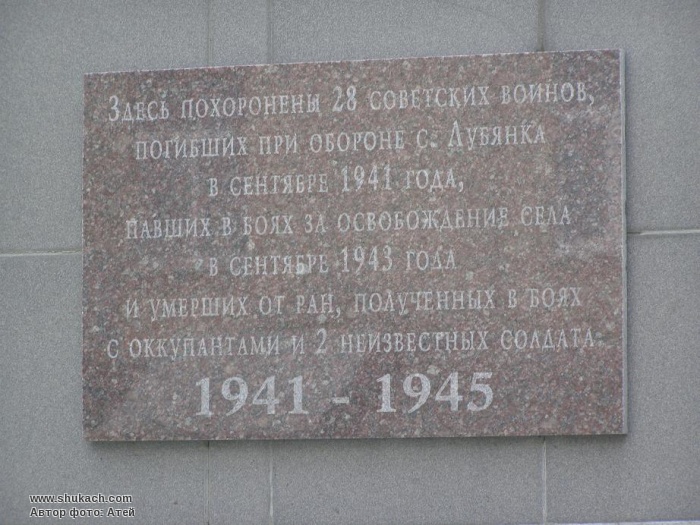 Здесь похоронены 28 советских воинов,
погибших при обороне с. Лубянка
в сентябре 1941 года,
павших в боях за освобождение села
в сентябре 1943 года
и умерших от ран, полученных в боях
с оккупантами и 2 неизвестных солдата.
1941 - 1945
www.shukach.com
Автор фото: Атей